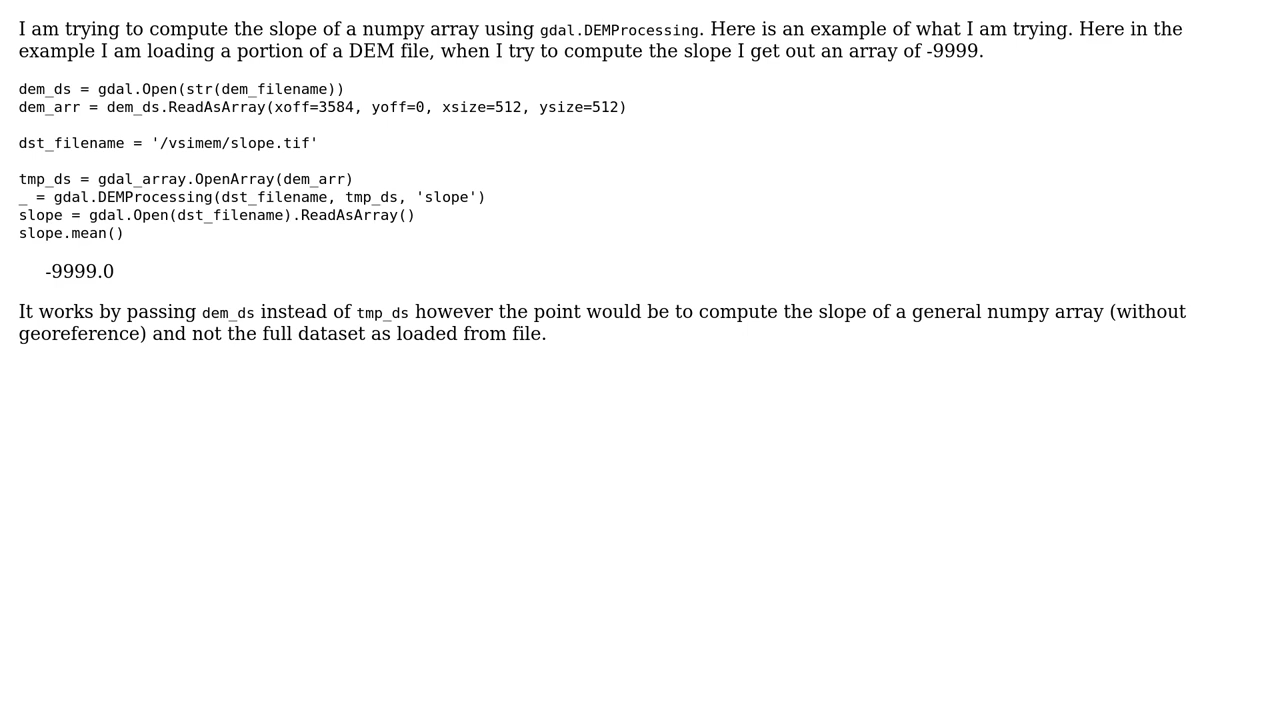 I am trying to compute the slope of a numpy array using gdal.DEMProcessing. Here is an example of what I am trying. Here in the
example I am loading a portion of a DEM file, when I try to compute the slope I get out an array of -9999.
dem_ds = gdal.Open(str(dem_filename))
dem_arr = dem_ds.ReadAsArray(xoff=3584, yoff=0, xsize=512, ysize=512)
dst_filename = '/vsimem/slope.tif'
tmp_ds = gdal_array.OpenArray(dem_arr)
_ = gdal.DEMProcessing(dst_filename, tmp_ds, 'slope')
slope = gdal.Open(dst_filename).ReadAsArray()
slope.mean()
-9999.0
It works by passing dem_ds instead of tmp_ds however the point would be to compute the slope of a general numpy array (without
georeference) and not the full dataset as loaded from file.